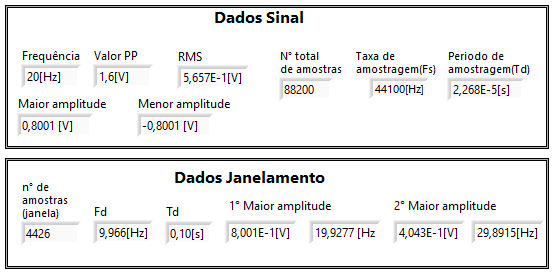 Dados Sinal
Frequência Valor PP RMS N° total de amostras Taxa de amostragem(Fs) Periodo de amostragem(Td)
20[Hz] 1,6[V] 5,657E-1[V] 88200 44100[Hz] 2,268E-5[s]
Maior amplitude Menor amplitude
0,8001 [V] -0,8001 [V]
Dados Janelamento
n° de amostras (janela) Fd Td 1° Maior amplitude 2° Maior amplitude
4426 9,966[Hz] 0,10[s] 8,001E-1[V] 19,9277 [Hz 4,043E-1[V] 29,8915[Hz]